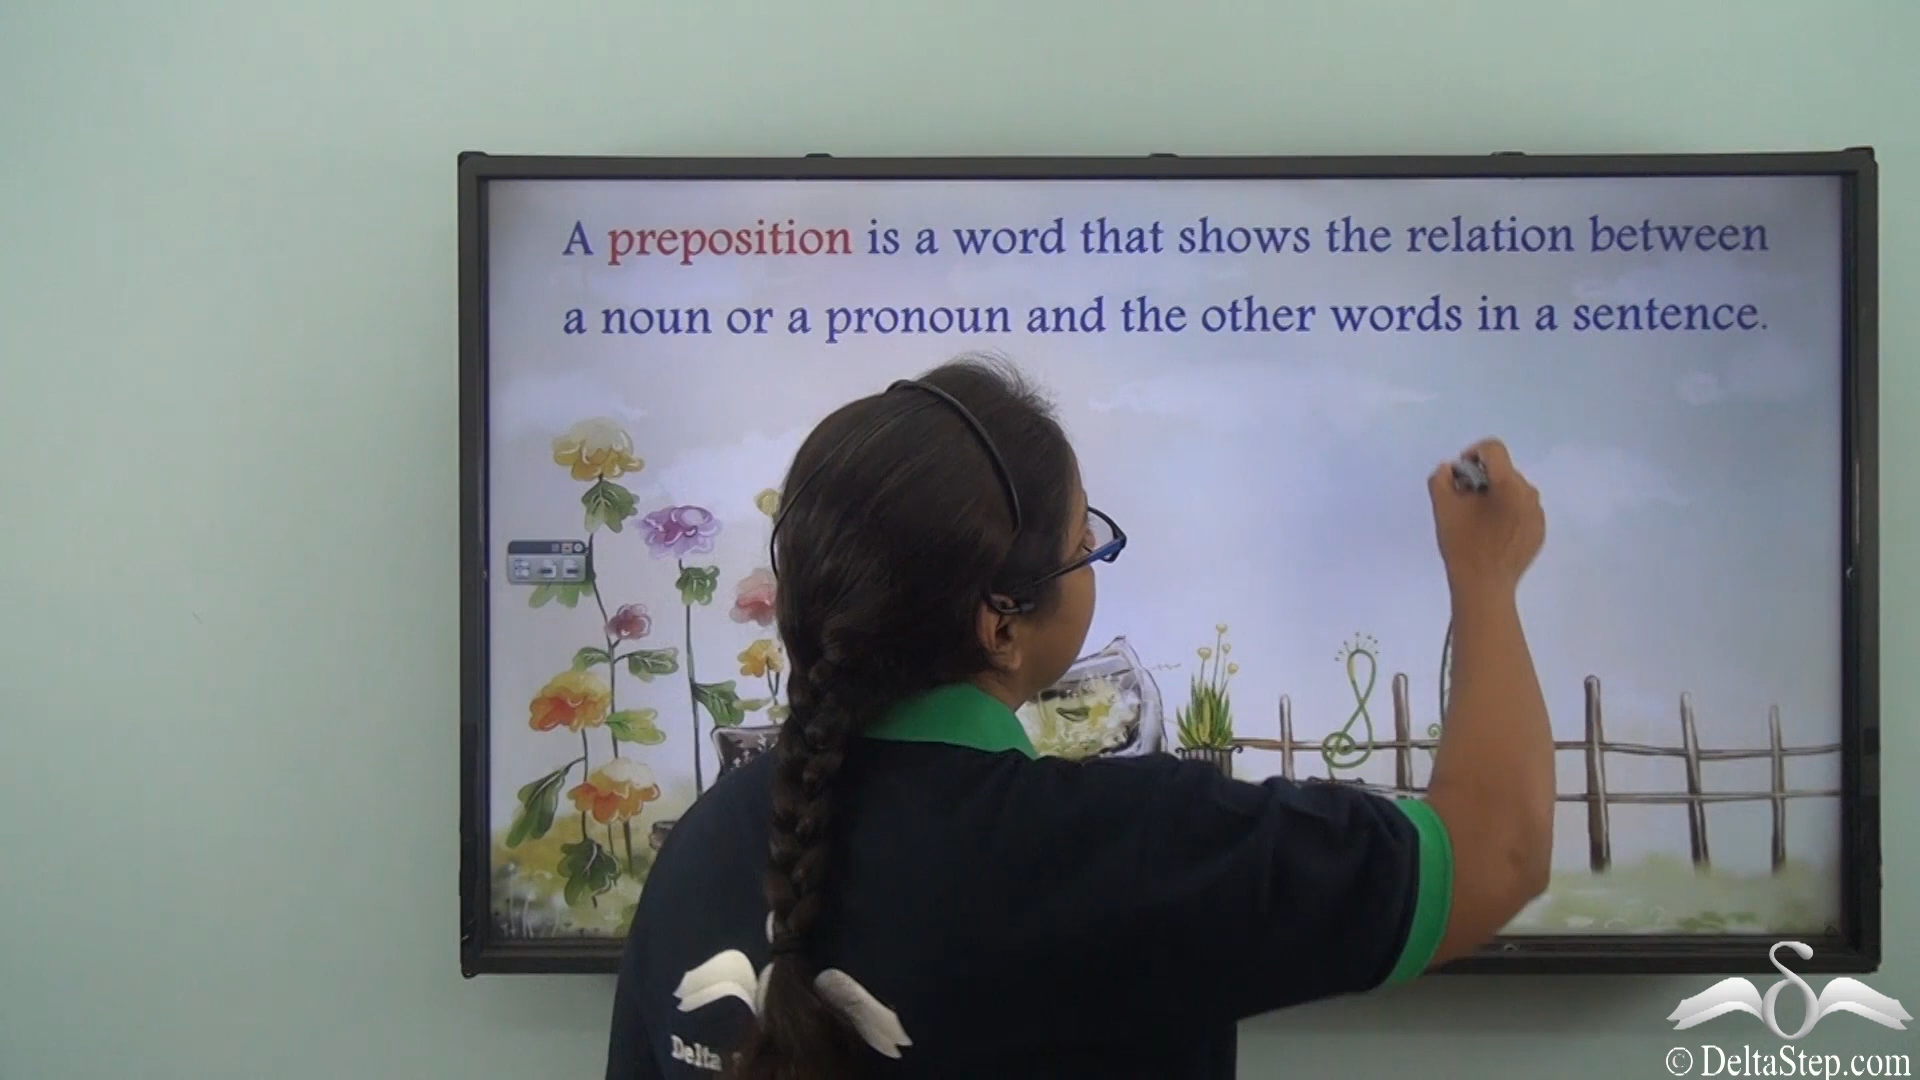 A preposition is a word that shows the relation between
a noun or a pronoun and the other words in a sentence.
Delta
© DeltaStep.com